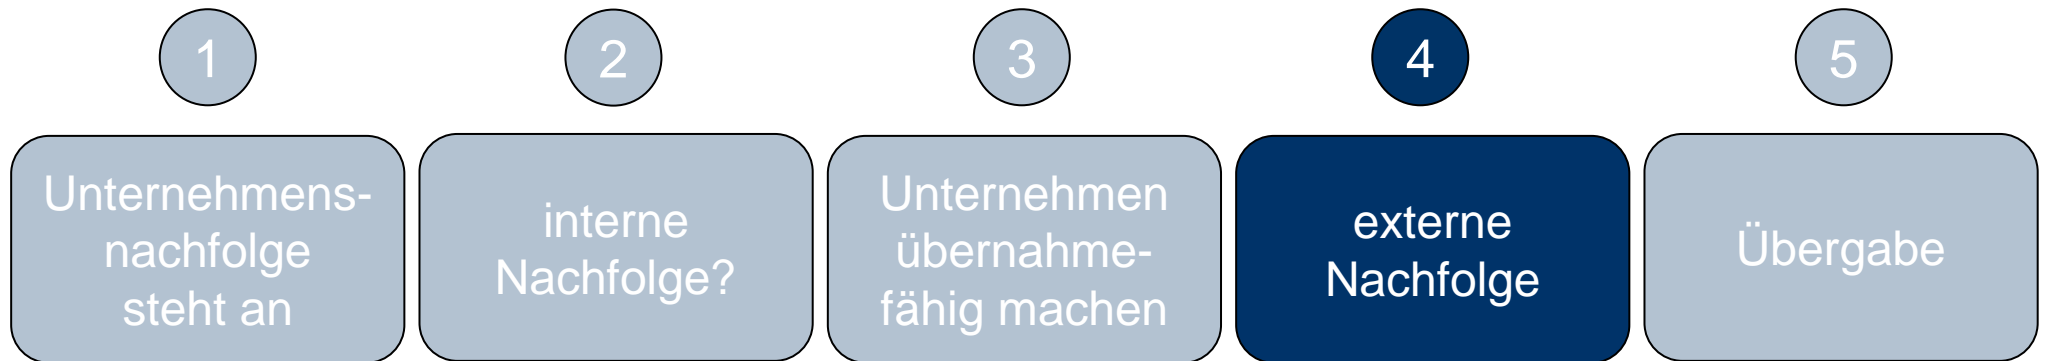 1
2
3
4
5
Unternehmens-
nachfolge
steht an
interne
Nachfolge?
Unternehmen
übernahme-
fähig machen
externe
Nachfolge
Übergabe